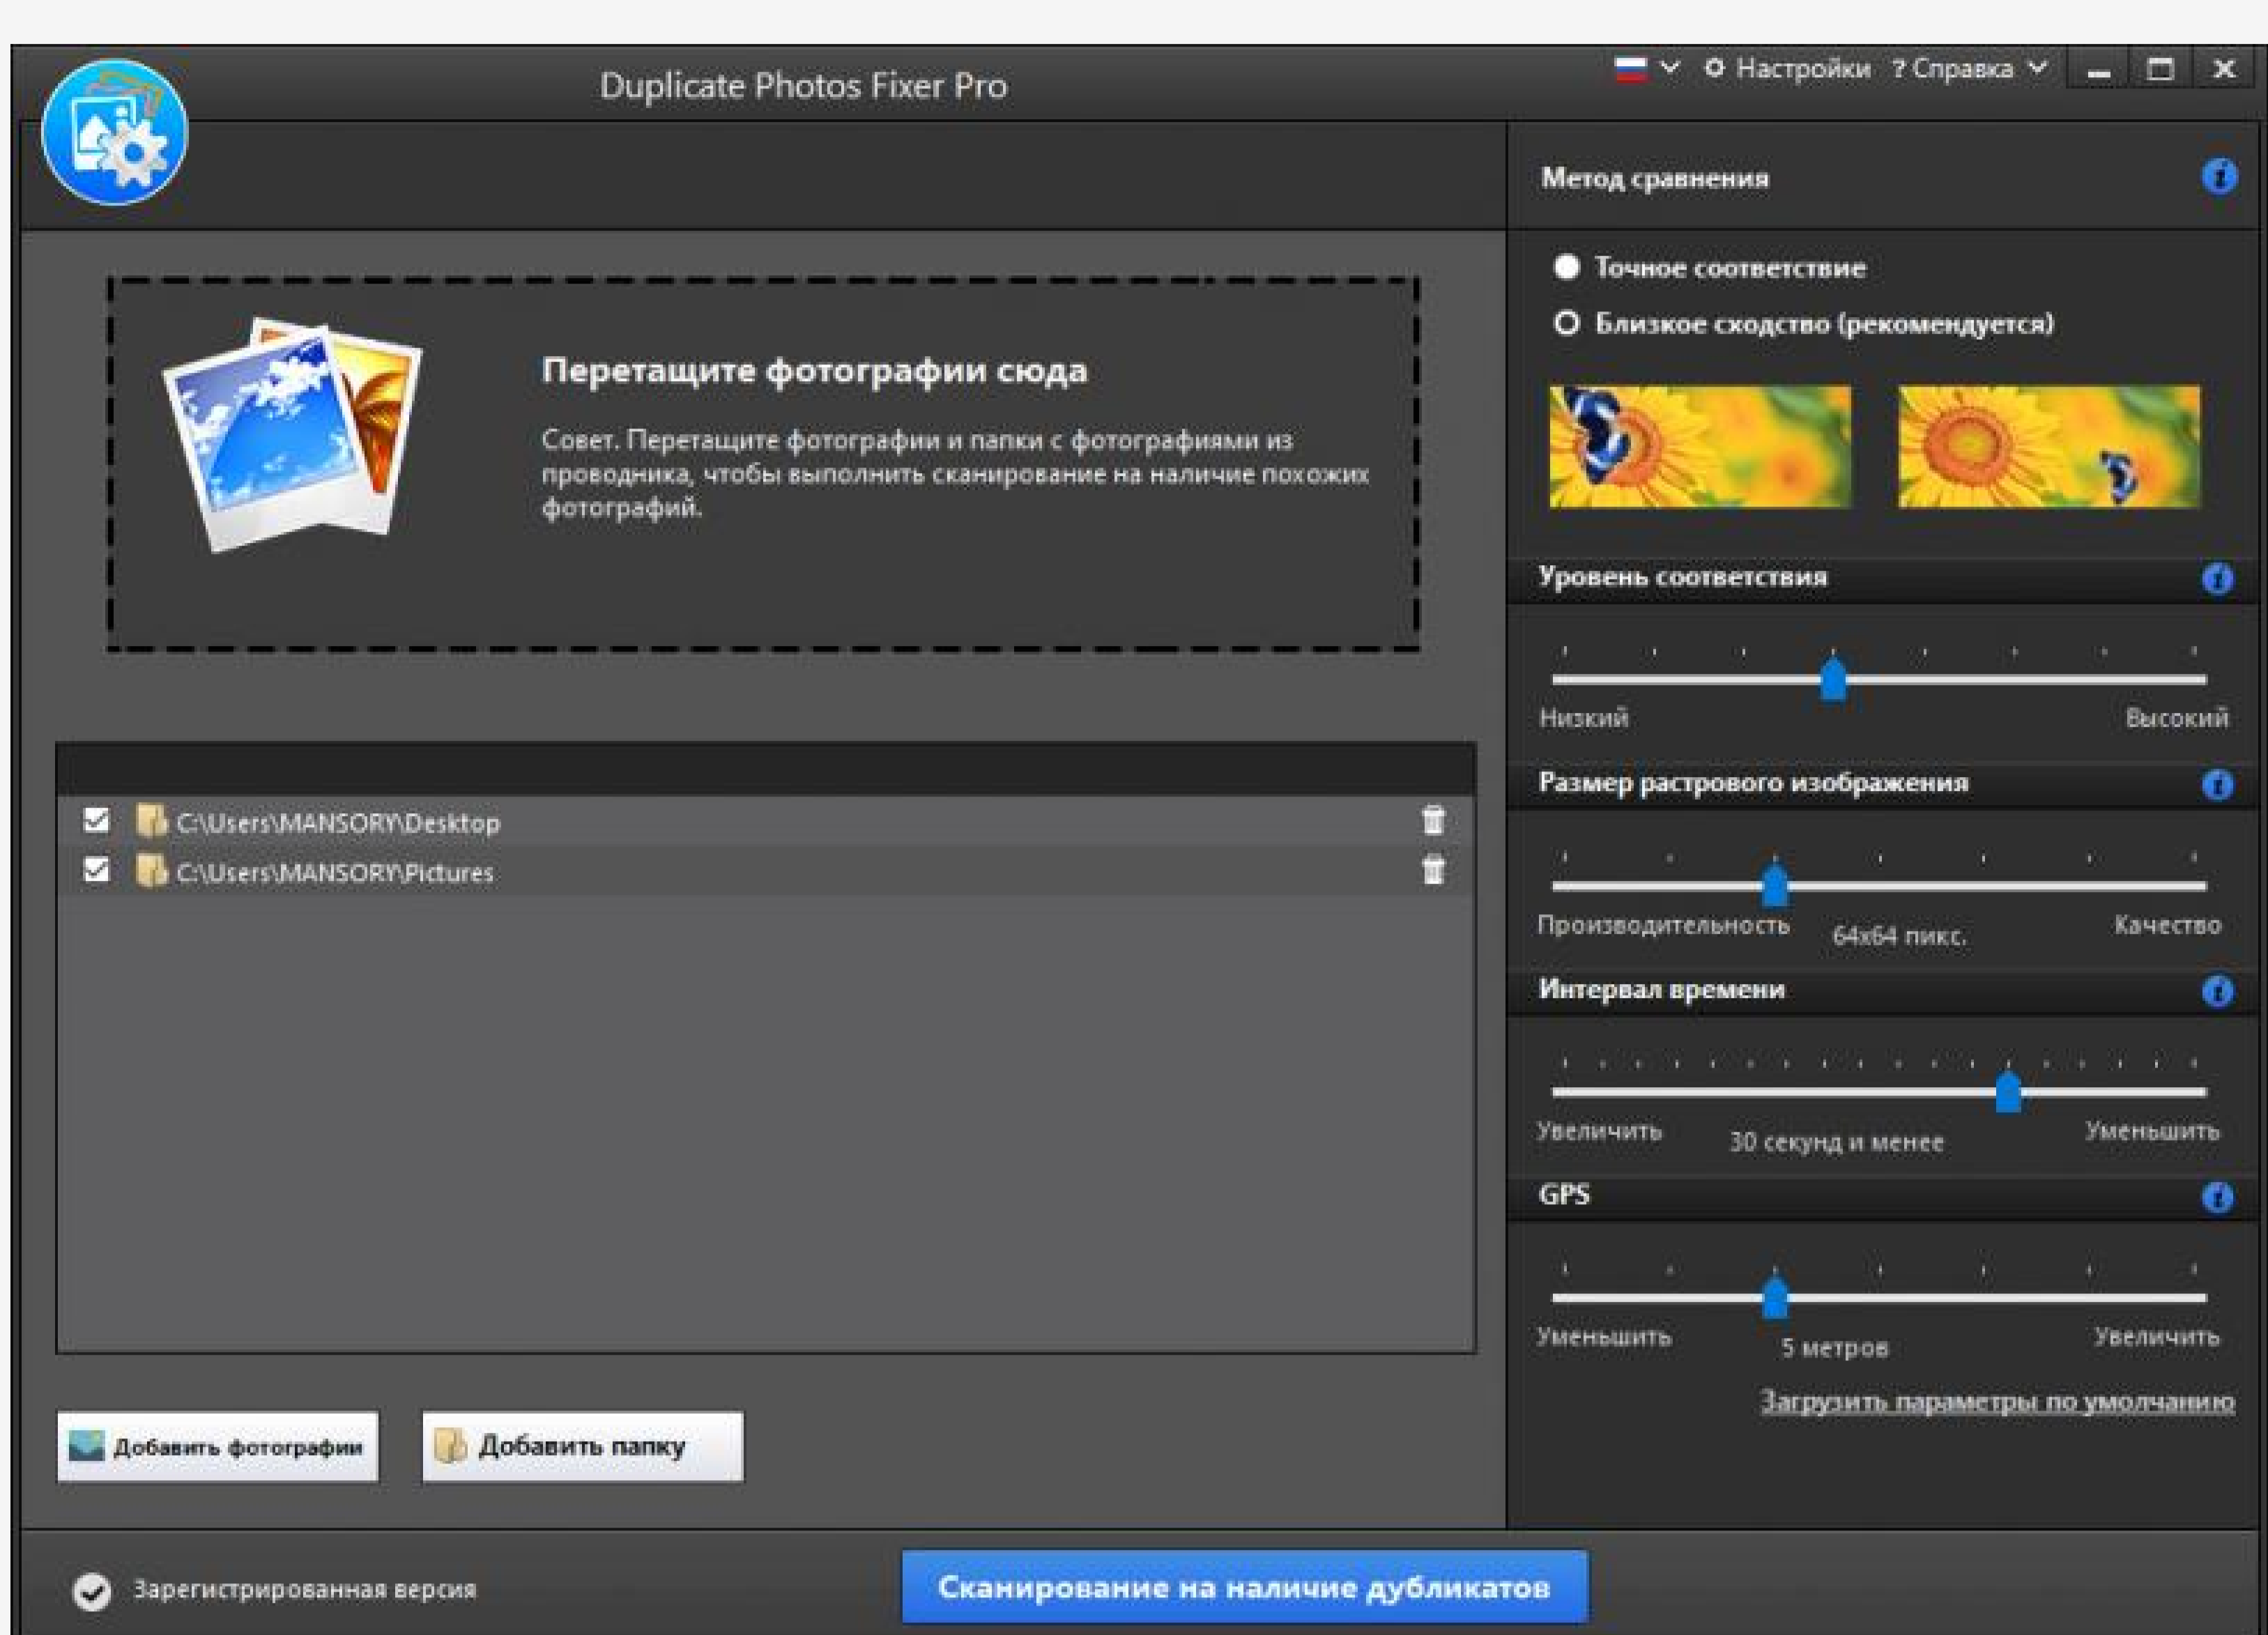 Duplicate Photos Fixer Pro
Настройки ? Справка
Метод сравнения
Точное соответствие
Близкое сходство (рекомендуется)
Перетащите фотографии сюда
Совет. Перетащите фотографии и папки с фотографиями из
проводника, чтобы выполнить сканирование на наличие похожих
фотографий.
Уровень соответствия
Низкий Высокий
Размер растрового изображения
C:\Users\MANSORY\Desktop
C:\Users\MANSORY\Pictures
Производительность 64x64 пикс. Качество
Интервал времени
Увеличить 30 секунд и менее Уменьшить
GPS
Уменьшить 5 метров Увеличить
Загрузить параметры по умолчанию
Добавить фотографии Добавить папку
Зарегистрированная версия
Сканирование на наличие дубликатов